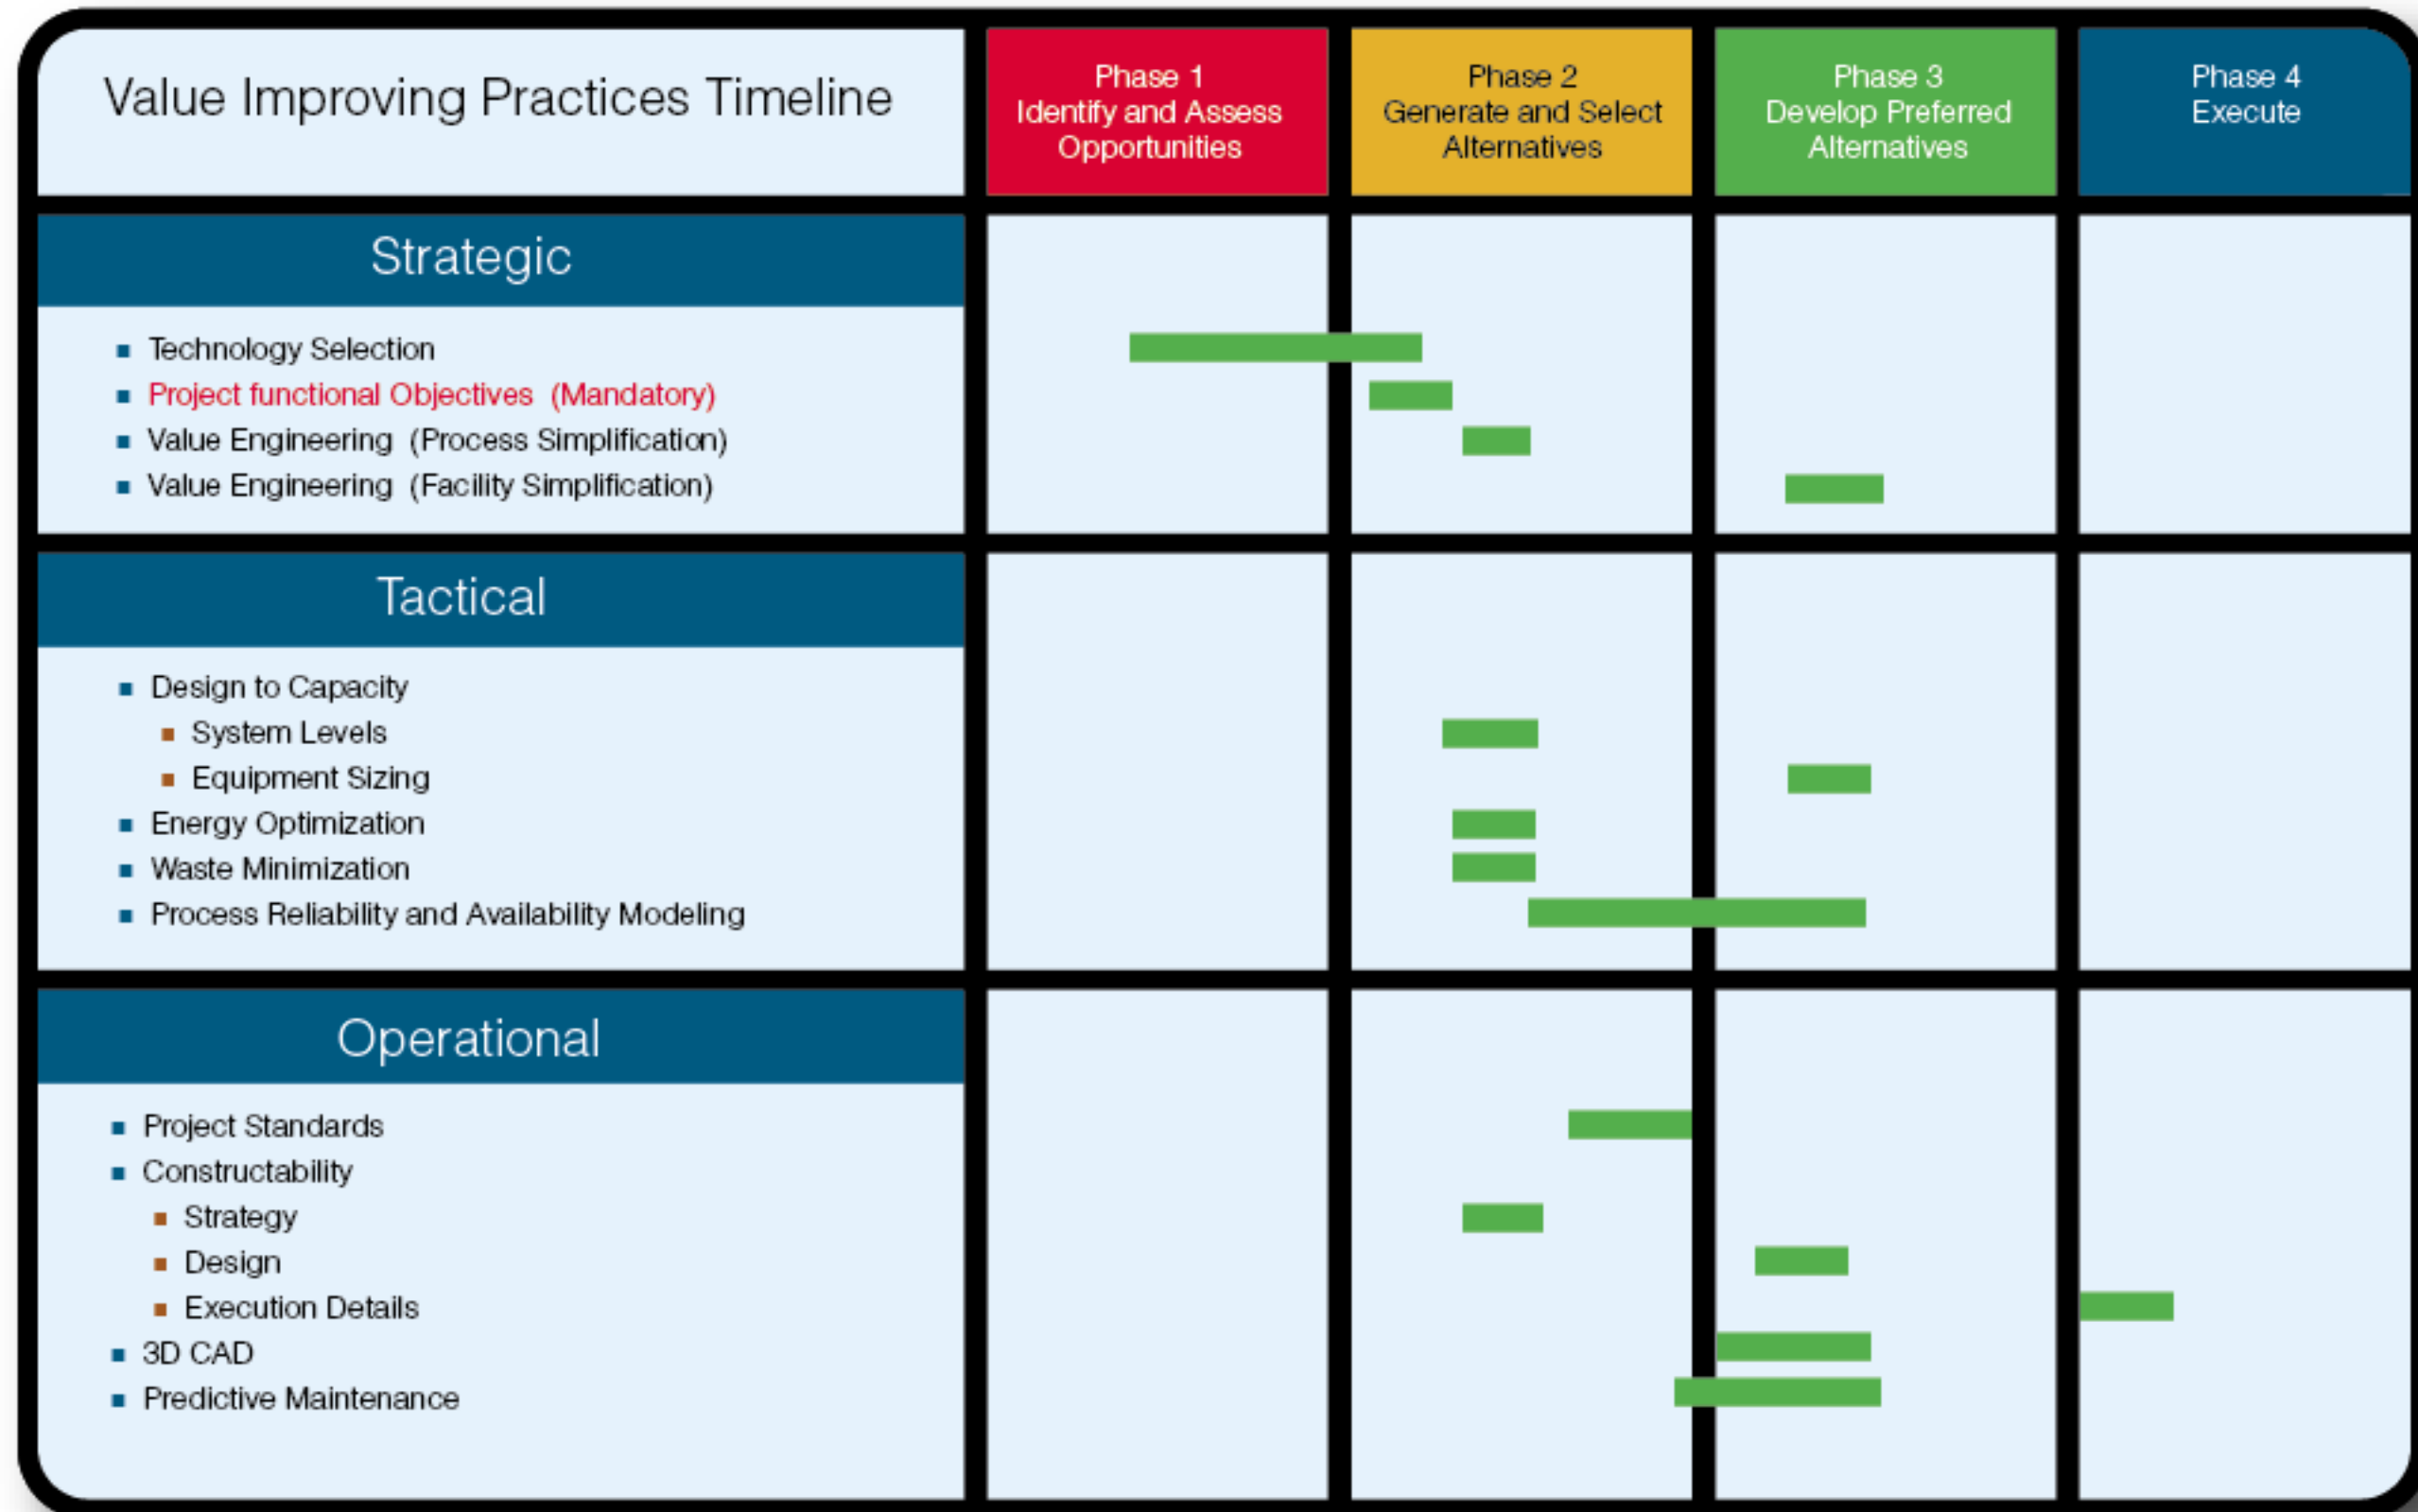 Value Improving Practices Timeline
Phase 1
Identify and Assess
Opportunities
Phase 2
Generate and Select
Alternatives
Phase 3
Develop Preferred
Alternatives
Phase 4
Execute
Strategic
Technology Selection
Project functional Objectives (Mandatory)
Value Engineering (Process Simplification)
Value Engineering (Facility Simplification)
Tactical
Design to Capacity
System Levels
Equipment Sizing
Energy Optimization
Waste Minimization
Process Reliability and Availability Modeling
Operational
Project Standards
Constructability
Strategy
Design
Execution Details
3D CAD
Predictive Maintenance